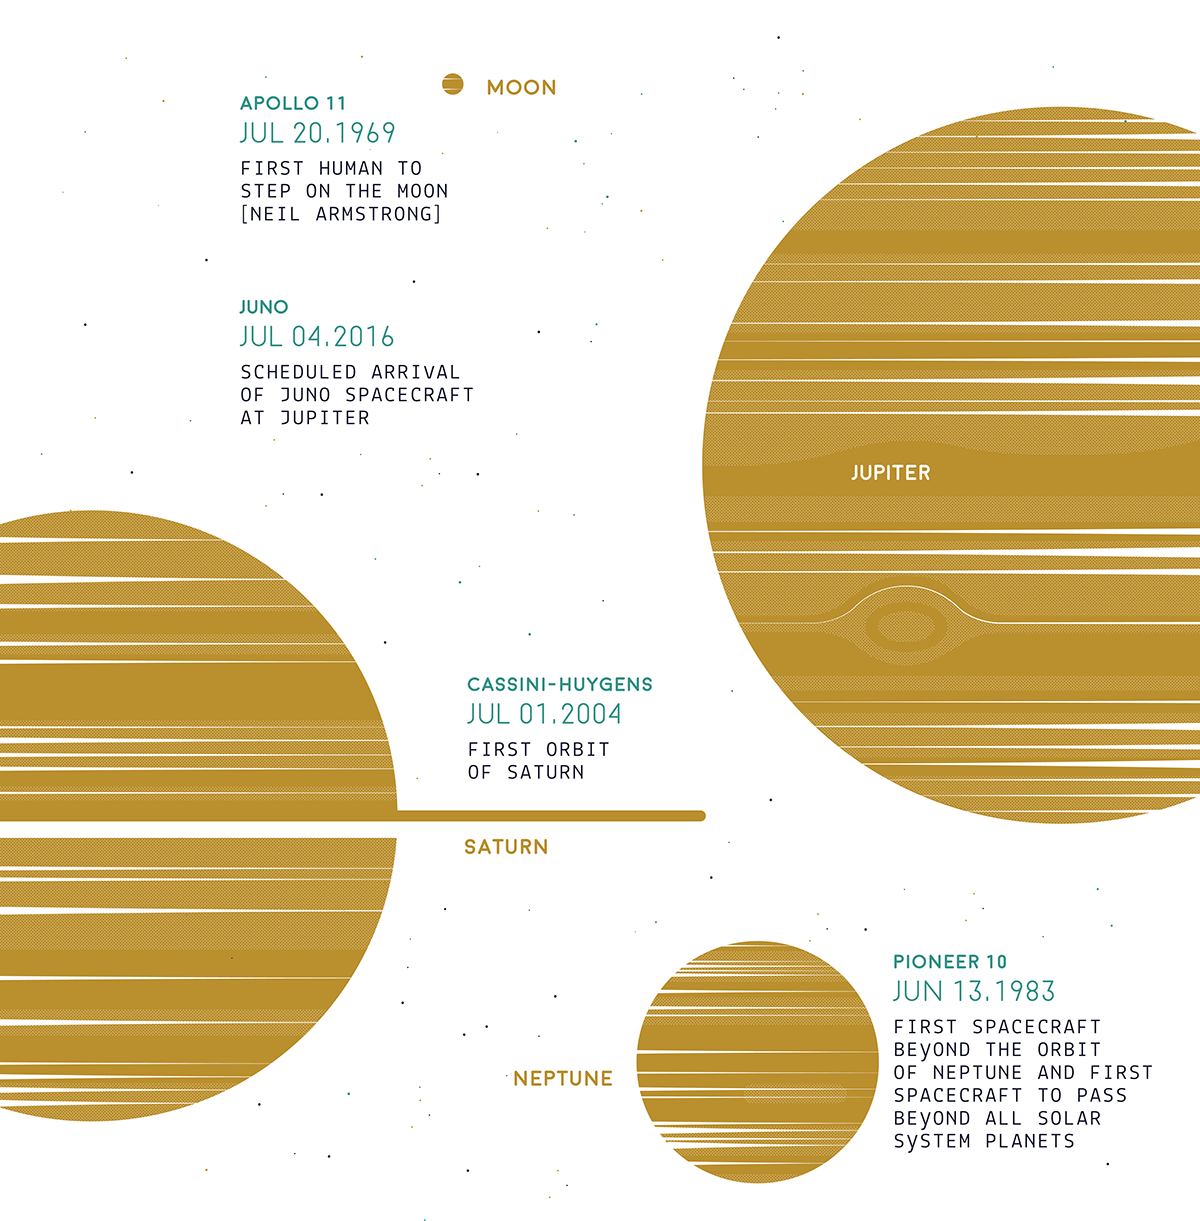 MOON
APOLLO 11
JUL 20.1969
FIRST HUMAN TO
STEP ON THE MOON
[NEIL ARMSTRONG]
JUNO
JUL 04.2016
SCHEDULED ARRIVAL
OF JUNO SPACECRAFT
AT JUPITER
JUPITER
CASSINI-HUYGENS
JUL 01.2004
FIRST ORBIT
OF SATURN
SATURN
PIONEER 10
JUN 13.1983
FIRST SPACECRAFT
BEyOND THE ORBIT
OF NEPTUNE AND FIRST
SPACECRAFT TO PASS
BEyOND ALL SOLAR
SySTEM PLANETS
NEPTUNE